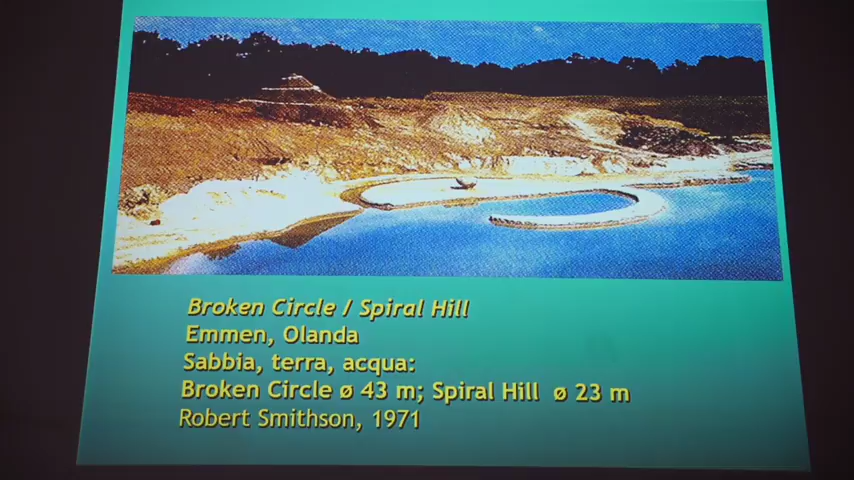 Broken Circle / Spiral Hill
Emmen, Olanda
Sabbia, terra, acqua:
Broken Circle ø 43 m; Spiral Hill ø 23 m
Robert Smithson, 1971